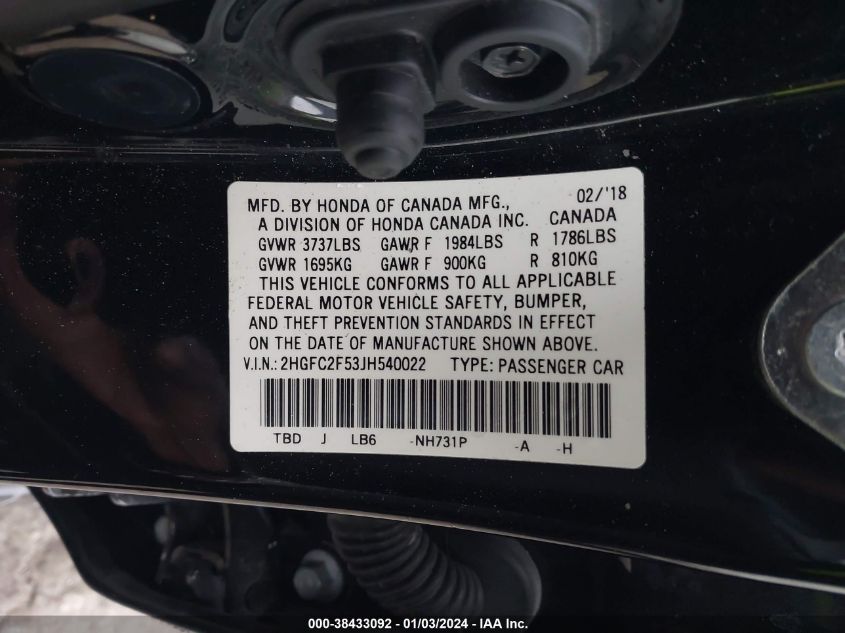 MFD. BY HONDA OF CANADA MFG., 02/'18
A DIVISION OF HONDA CANADA INC. CANADA
GVWR 3737LBS GAWR F 1984LBS R 1786LBS
GVWR 1695KG GAWR F 900KG R 810KG
THIS VEHICLE CONFORMS TO ALL APPLICABLE
FEDERAL MOTOR VEHICLE SAFETY, BUMPER,
AND THEFT PREVENTION STANDARDS IN EFFECT
ON THE DATE OF MANUFACTURE SHOWN ABOVE.
V.I.N.: 2HGFC2F53JH540022 TYPE: PASSENGER CAR
TBD J LB6 -NH731P -A -H
000-38433092 - 01/03/2024 - IAA Inc.